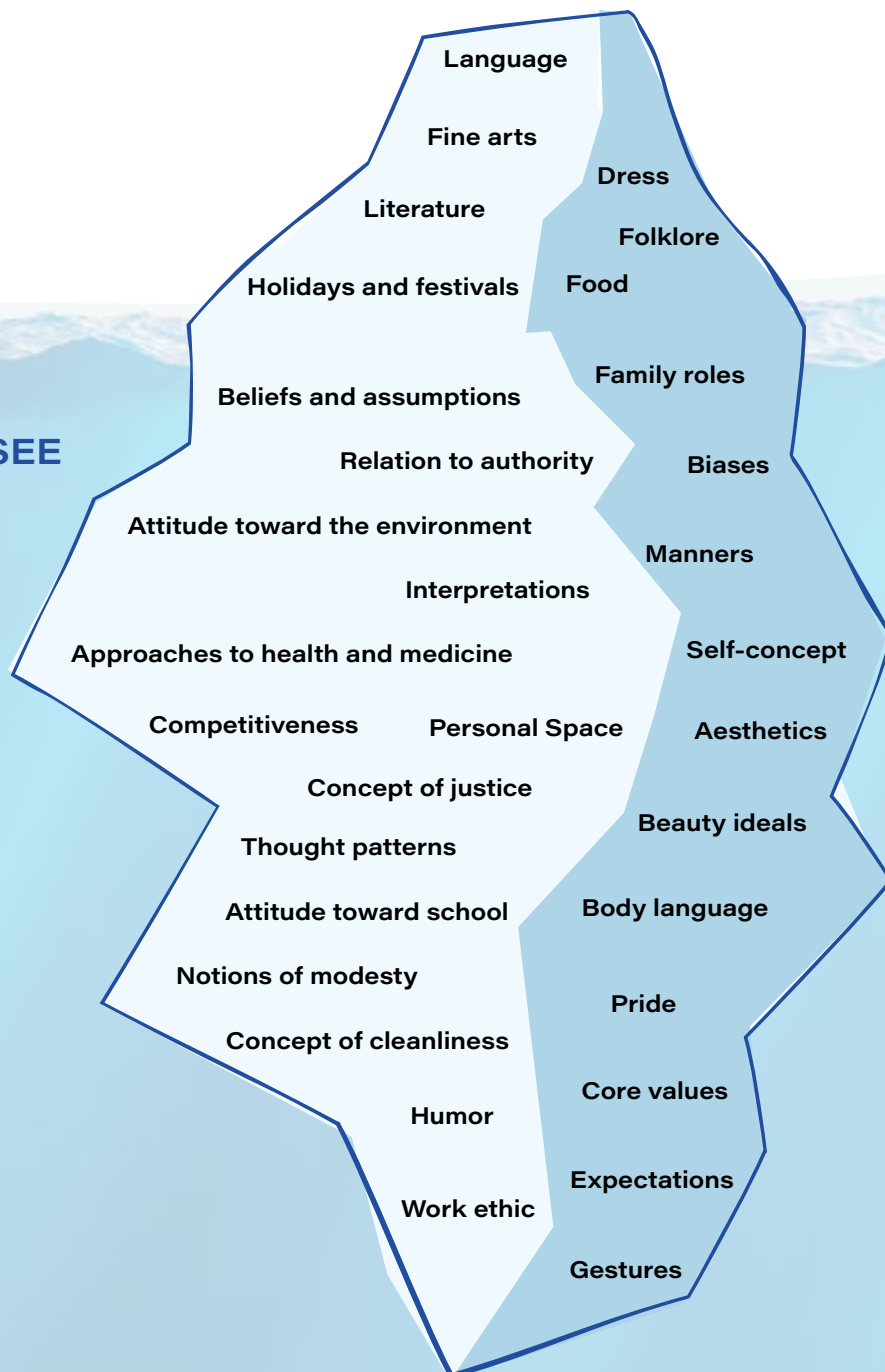 Language
Fine arts
Dress
Literature
Folklore
Holidays and festivals
Food
Family roles
Beliefs and assumptions
SEE
Relation to authority
Biases
Attitude toward the environment
Manners
Interpretations
Approaches to health and medicine
Self-concept
Competitiveness
Personal Space
Aesthetics
Concept of justice
Beauty ideals
Thought patterns
Attitude toward school
Body language
Notions of modesty
Pride
Concept of cleanliness
Core values
Humor
Expectations
Work ethic
Gestures